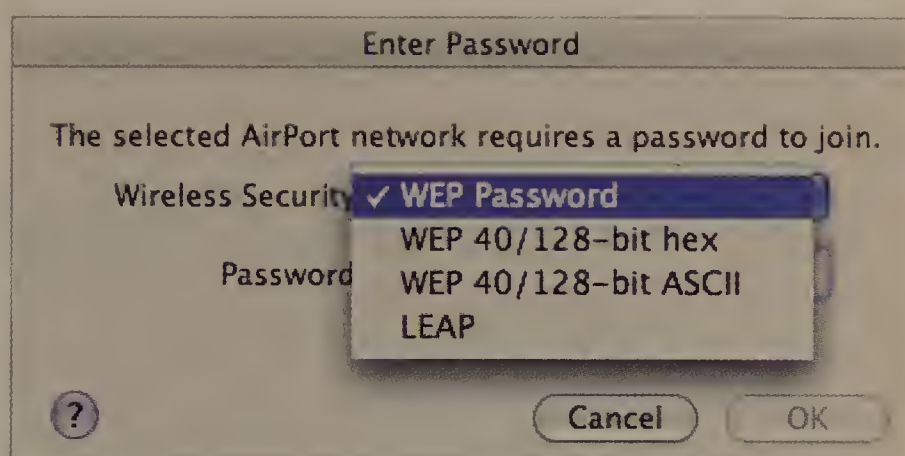 Enter Password
The selected AirPort network requires a password to join.
Wireless Security
✓ WEP Password
WEP 40/128-bit hex
Password
WEP 40/128-bit ASCII
LEAP
?
Cancel
OK